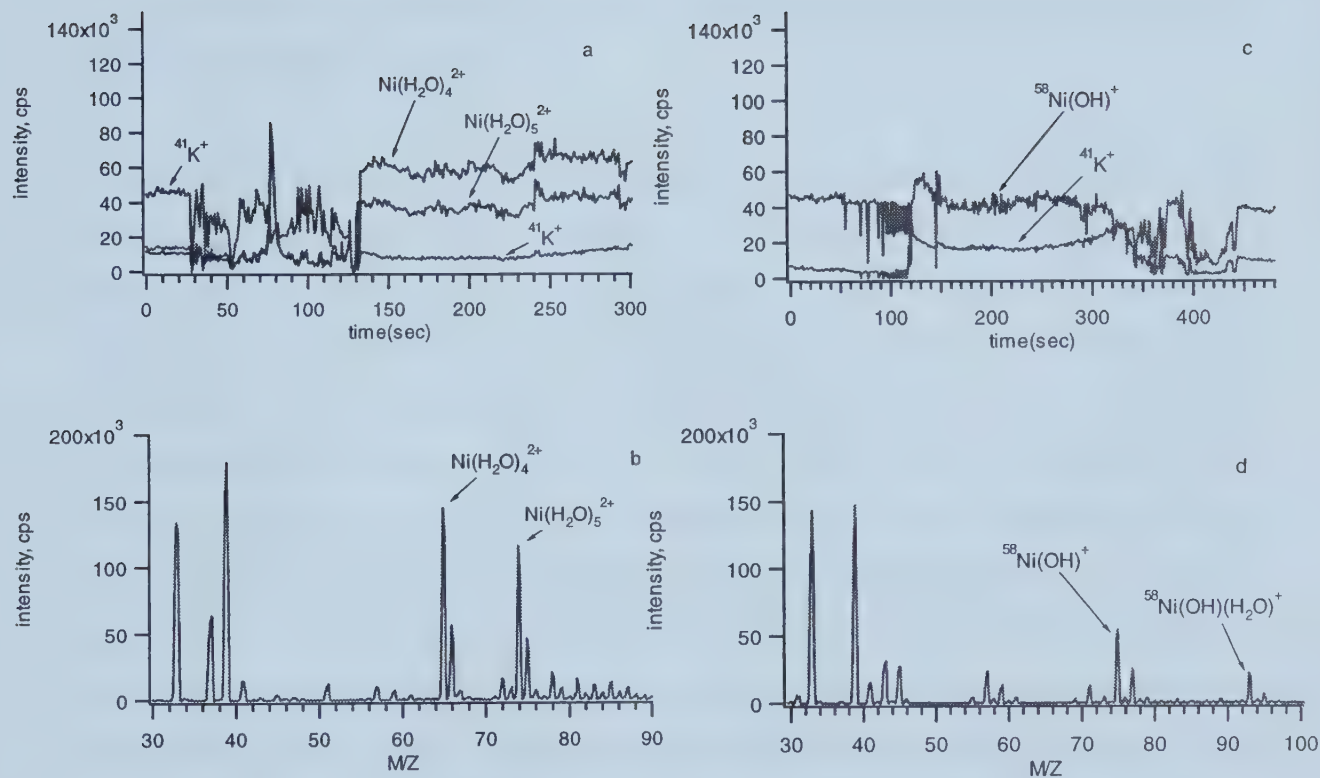 a
140x10³
120
100
80
60
40
20
0
intensity, cps
Ni(H₂O)₄²⁺
Ni(H₂O)₅²⁺
⁴¹K⁺
⁴¹K⁺
0 50 100 150 200 250 300
time(sec)
c
140x10³
120
100
80
60
40
20
0
intensity, cps
⁵⁸Ni(OH)⁺
⁴¹K⁺
0 100 200 300 400
time(sec)
b
200x10³
150
100
50
0
intensity, cps
Ni(H₂O)₄²⁺
Ni(H₂O)₅²⁺
30 40 50 60 70 80 90
M/Z
d
200x10³
150
100
50
0
intensity, cps
⁵⁸Ni(OH)⁺
⁵⁸Ni(OH)(H₂O)⁺
30 40 50 60 70 80 90 100
M/Z